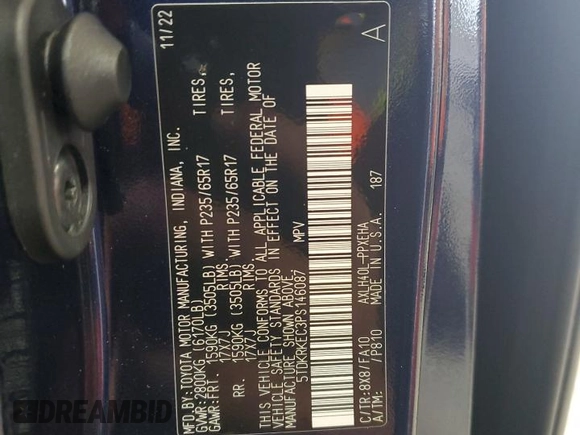 MFD.BY:TOYOTA MOTOR MANUFACTURING, INDIANA, INC. 11/22
GVWR:2800KG (6170LB)
GAWR:FRT. 1590KG (3505LB) WITH P235/65R17 TIRES,
17X7J RIMS,
RR. 1590KG (3505LB) WITH P235/65R17 TIRES,
17X7J RIMS,
THIS VEHICLE CONFORMS TO ALL APPLICABLE FEDERAL MOTOR
VEHICLE SAFETY STANDARDS IN EFFECT ON THE DATE OF
MANUFACTURE SHOWN ABOVE.
5TDKRKEC3PS146087 MPV A
C/TR:8X8/FA10 AXLH40L-PPXEHA
A/TM: /P810 MADE IN U.S.A. 187
DREAMBID